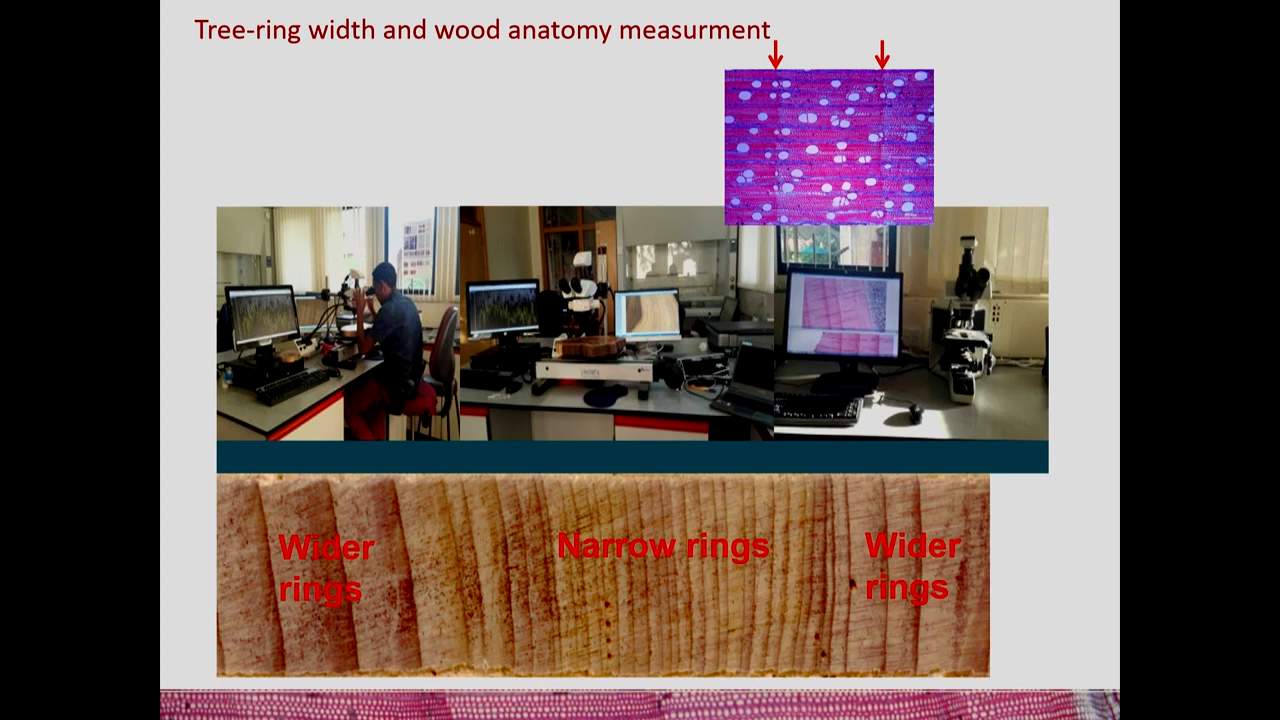 Tree-ring width and wood anatomy measurment
Wider
rings
Narrow rings
Wider
rings